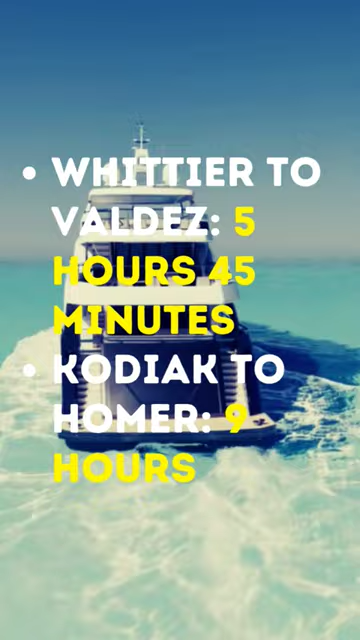 • WHITTIER TO
VALDEZ: 5
HOURS 45
MINUTES
• KODIAK TO
HOMER: 9
HOURS